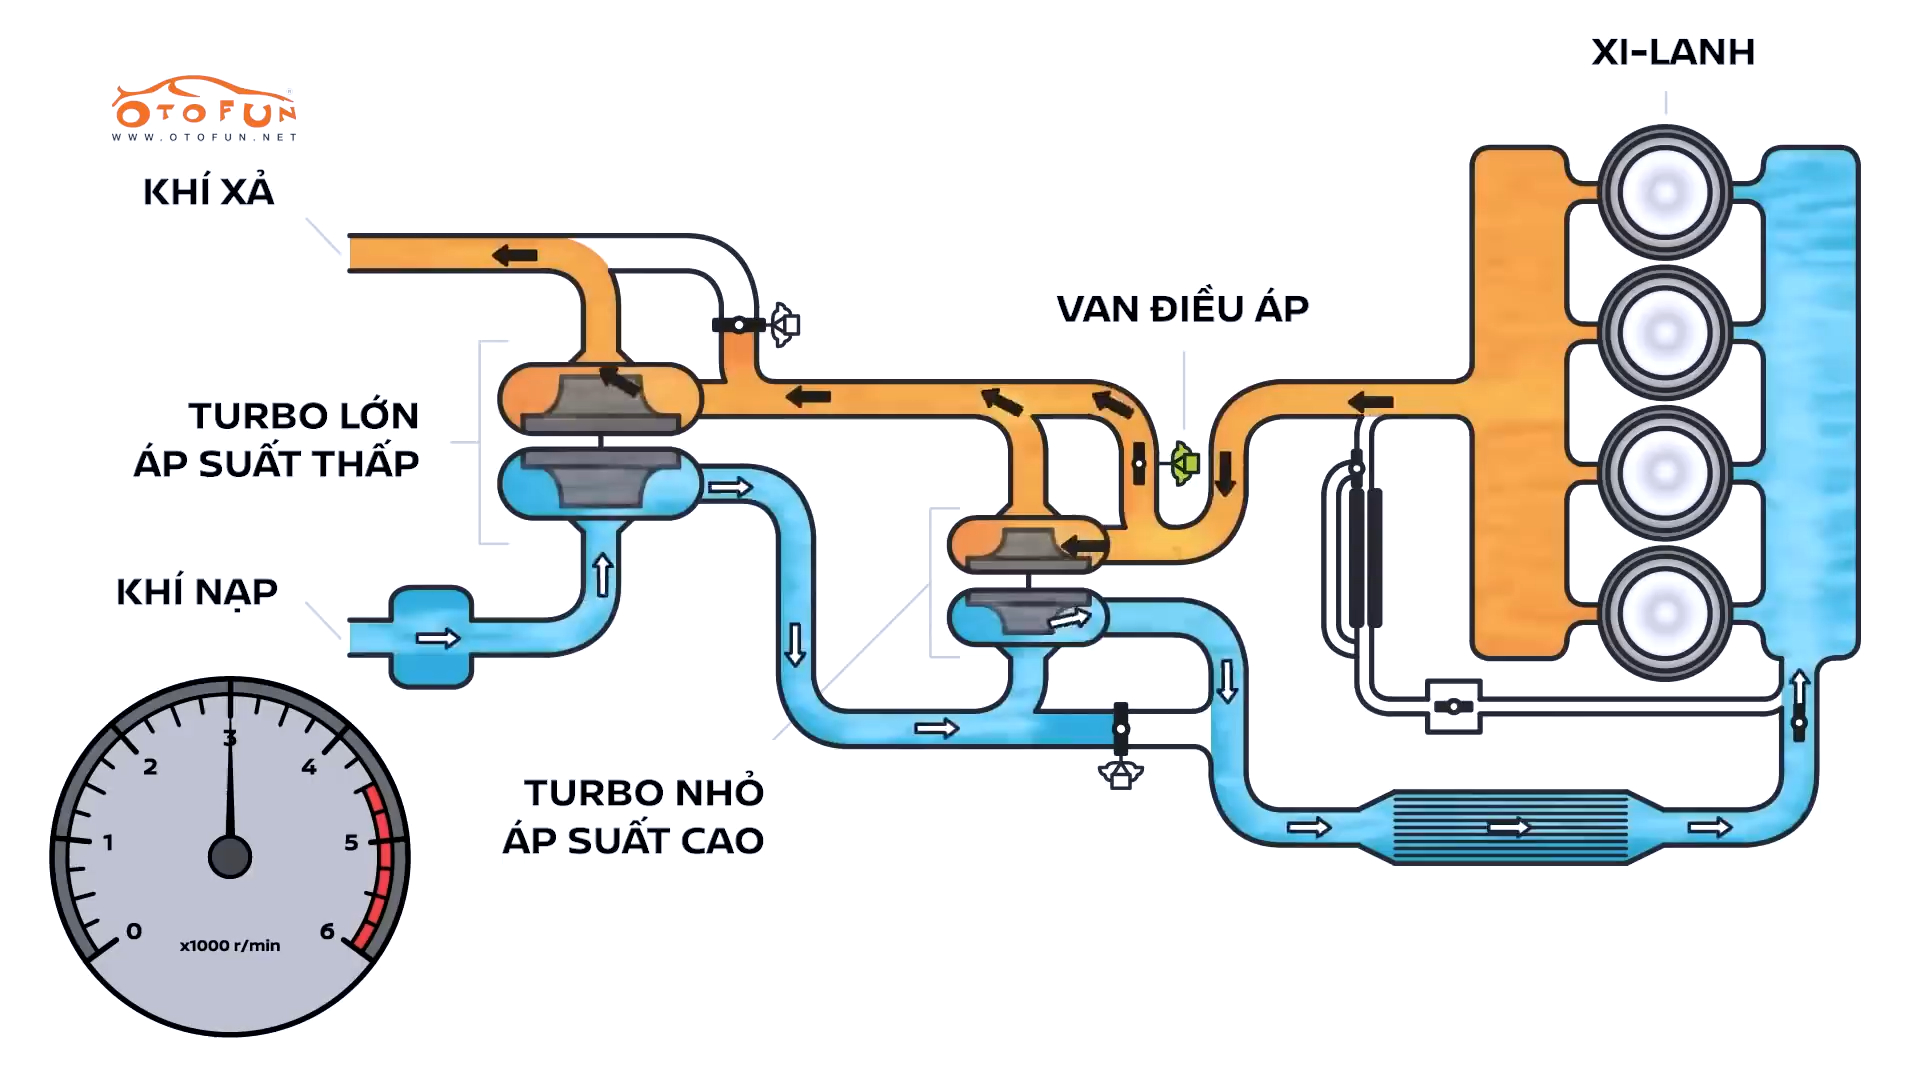 OTOFUN
WWW.OTOFUN.NET
XI-LANH
KHÍ XẢ
VAN ĐIỀU ÁP
TURBO LỚN
ÁP SUẤT THẤP
KHÍ NẠP
TURBO NHỎ
ÁP SUẤT CAO
0
1
2
3
4
5
6
x1000 r/min